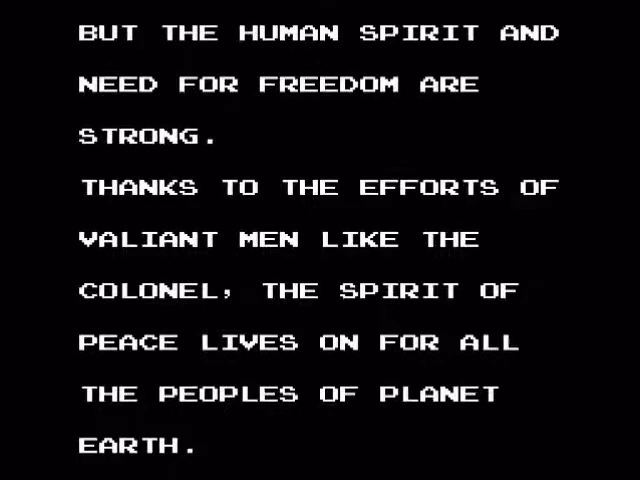 BUT THE HUMAN SPIRIT AND
NEED FOR FREEDOM ARE
STRONG.
THANKS TO THE EFFORTS OF
VALIANT MEN LIKE THE
COLONEL, THE SPIRIT OF
PEACE LIVES ON FOR ALL
THE PEOPLES OF PLANET
EARTH.